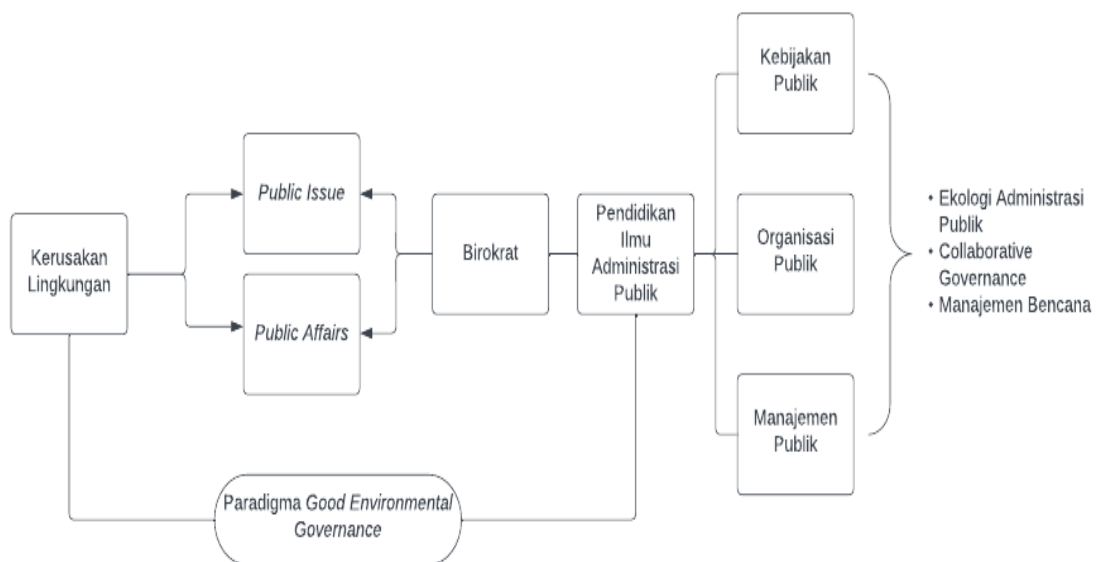 Kerusakan
Lingkungan
Public Issue
Public Affairs
Birokrat
Pendidikan
Ilmu
Administrasi
Publik
Kebijakan
Publik
Organisasi
Publik
Manajemen
Publik
• Ekologi Administrasi
Publik
• Collaborative
Governance
• Manajemen Bencana
Paradigma Good Environmental
Governance